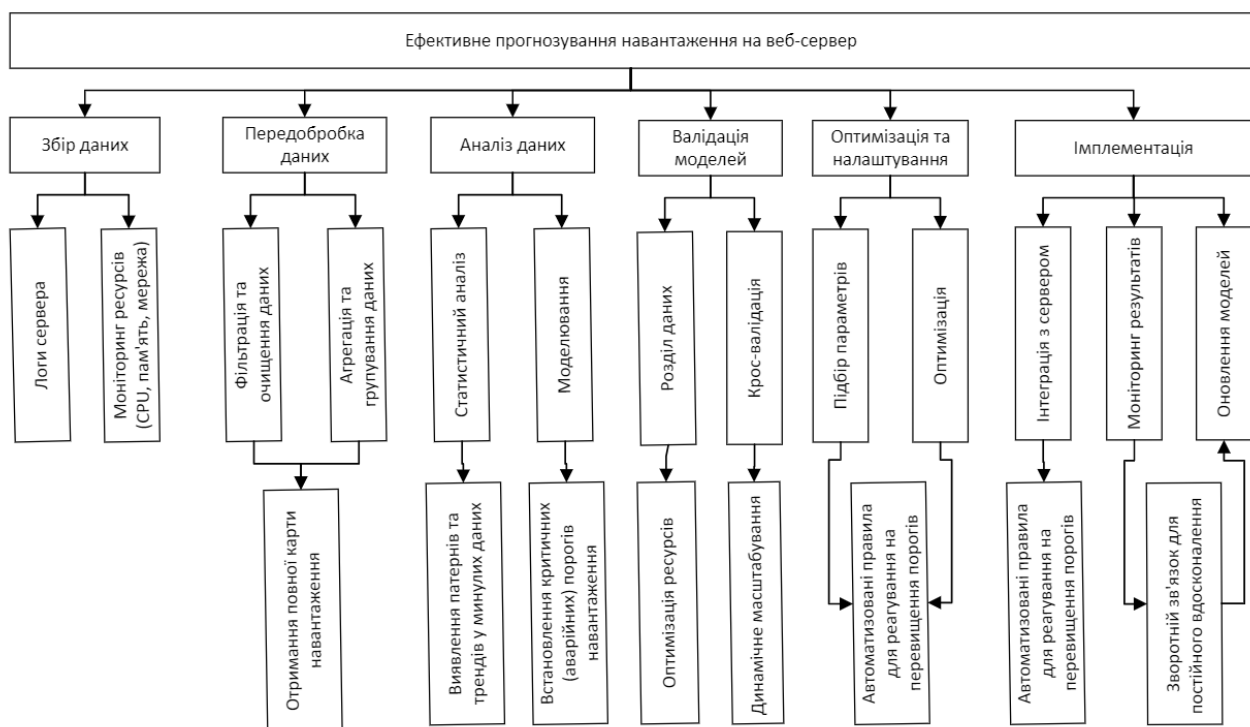 Ефективне прогнозування навантаження на веб-сервер
Збір даних
Передобробка
даних
Аналіз даних
Валідація
моделей
Оптимізація та
налаштування
Імплементація
Логи сервера
Моніторинг ресурсів
(CPU, пам'ять, мережа)
Фільтрація та
очищення даних
Агрегація та
групування даних
Статистичний аналіз
Моделювання
Розділ даних
Крос-валідація
Підбір параметрів
Оптимізація
Інтеграція з сервером
Моніторинг результатів
Оновлення моделей
Отримання повної карти
навантаження
Виявлення патернів та
трендів у минулих даних
Встановлення критичних
(аварійних) порогів
навантаження
Оптимізація ресурсів
Динамічне масштабування
Автоматизовані правила
для реагування на
перевищення порогів
Автоматизовані правила
для реагування на
перевищення порогів
Зворотній зв'язок для
постійного вдосконалення